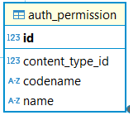 auth_permission
123 id
123 content_type_id
A-Z codename
A-Z name